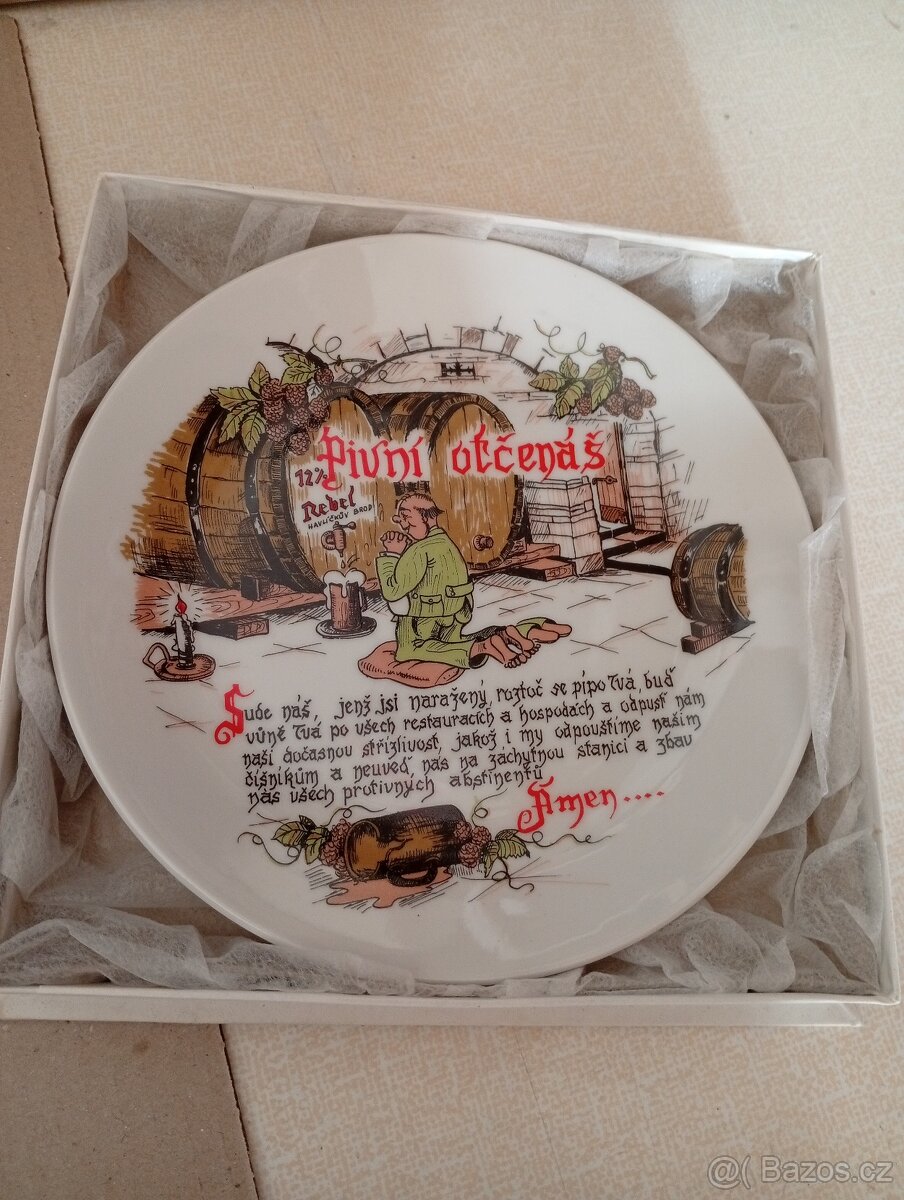 Pivní otčenáš
12%
Rebel
HAVLÍČKŮV BROD
Sude náš, jenž jsi naražený, roztoč se pípo Tvá, buď
vůně Tvá po všech restauracích a hospodách a odpusť nám
naši dočasnou střízlivost, jakož i my odpouštíme našim
číšníkům a neuveď nás na záchytnou stanici a zbav
nás všech protivných abstinentů
Amen....
@( Bazos.cz